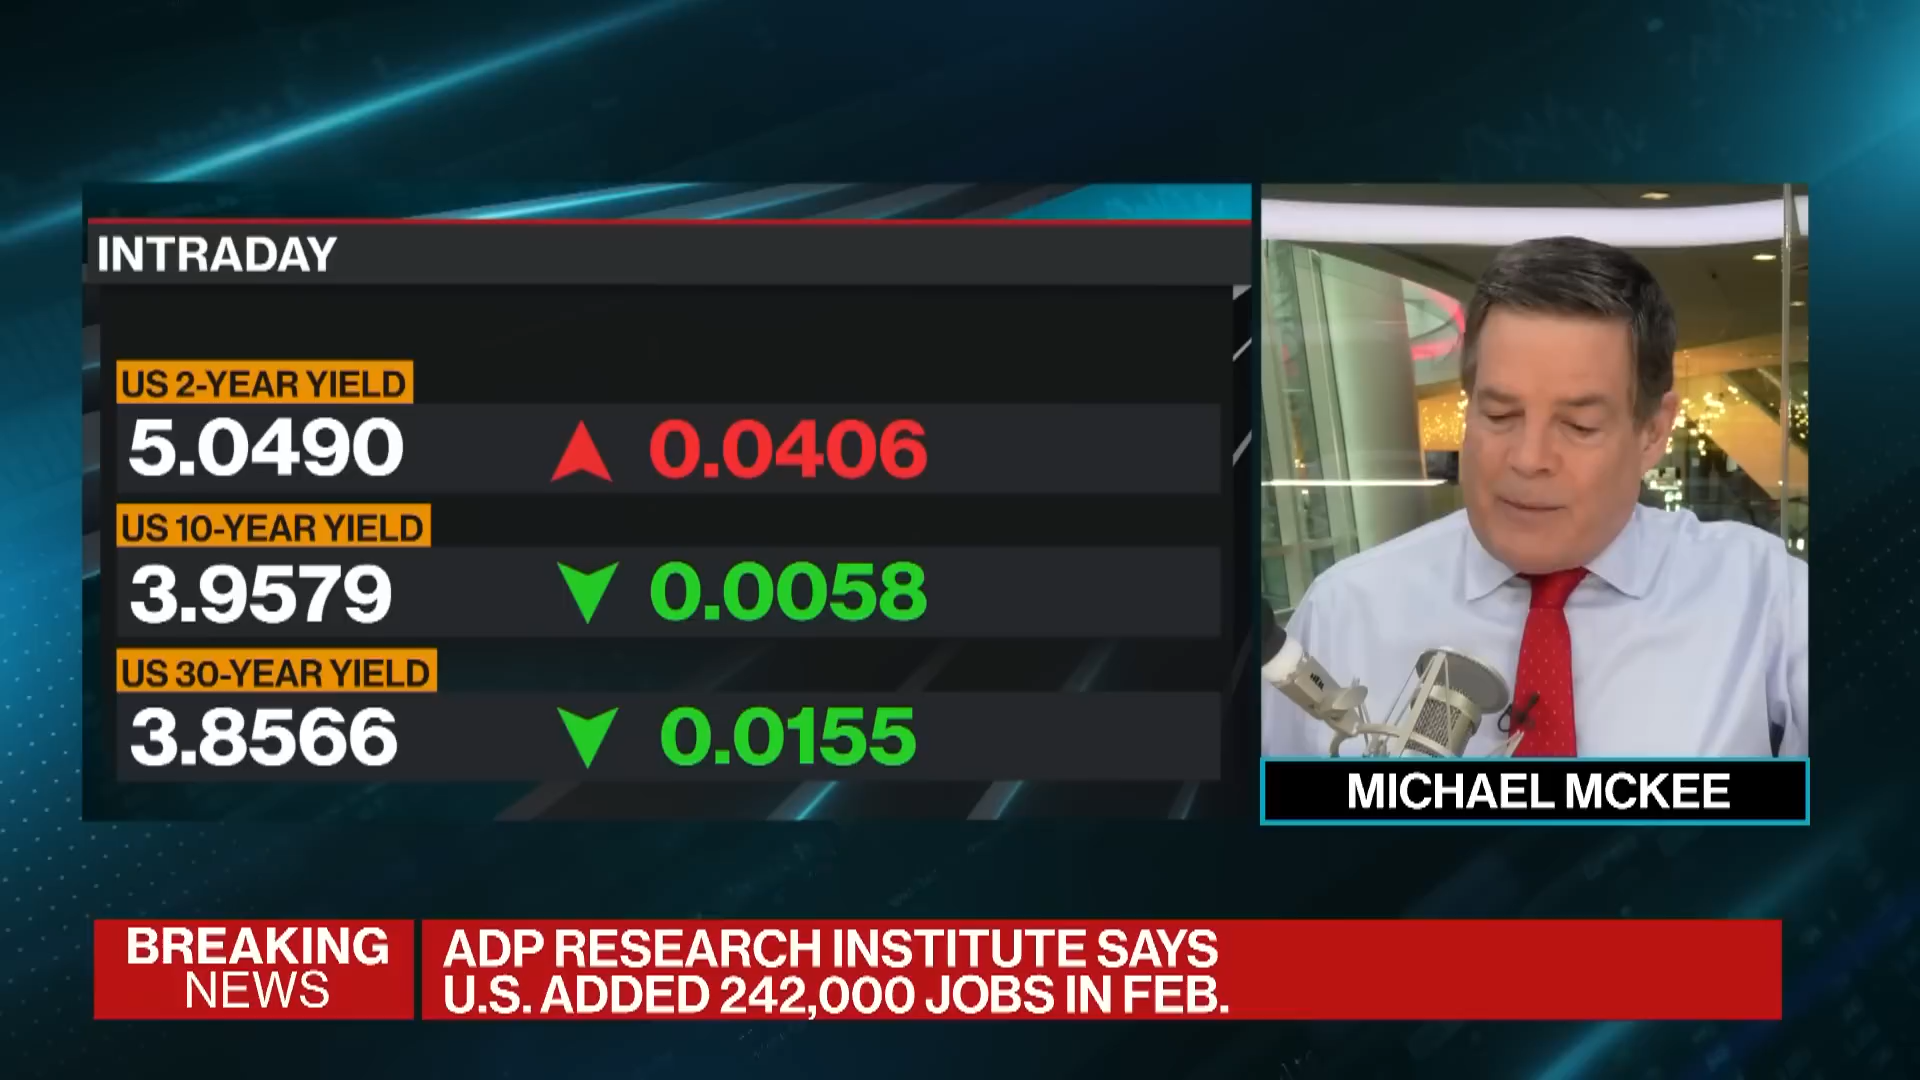 INTRADAY
US 2-YEAR YIELD
5.0490 ▲ 0.0406
US 10-YEAR YIELD
3.9579 ▼ 0.0058
US 30-YEAR YIELD
3.8566 ▼ 0.0155
MICHAEL MCKEE
BREAKING
NEWS
ADP RESEARCH INSTITUTE SAYS
U.S. ADDED 242,000 JOBS IN FEB.